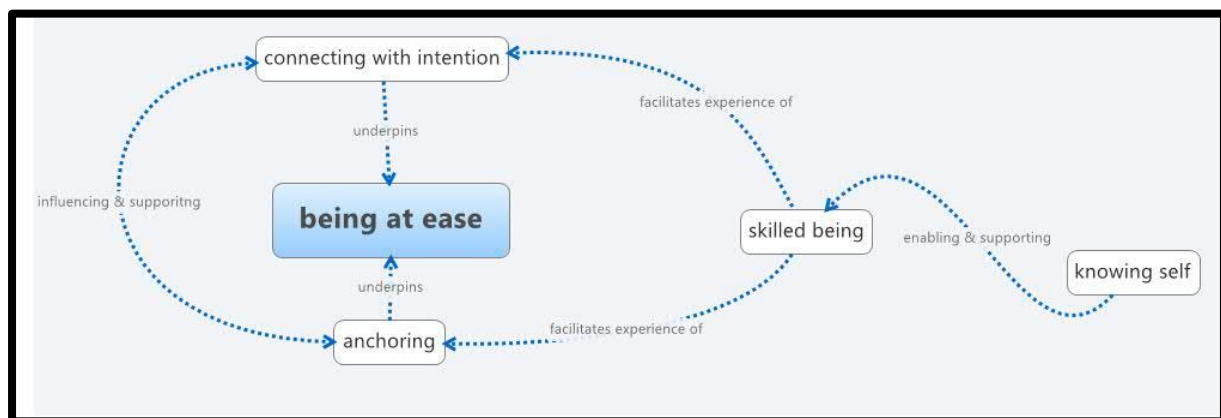 connecting with intention
facilitates experience of
underpins
influencing & supporitng
being at ease
skilled being
enabling & supporting
knowing self
underpins
facilitates experience of
anchoring